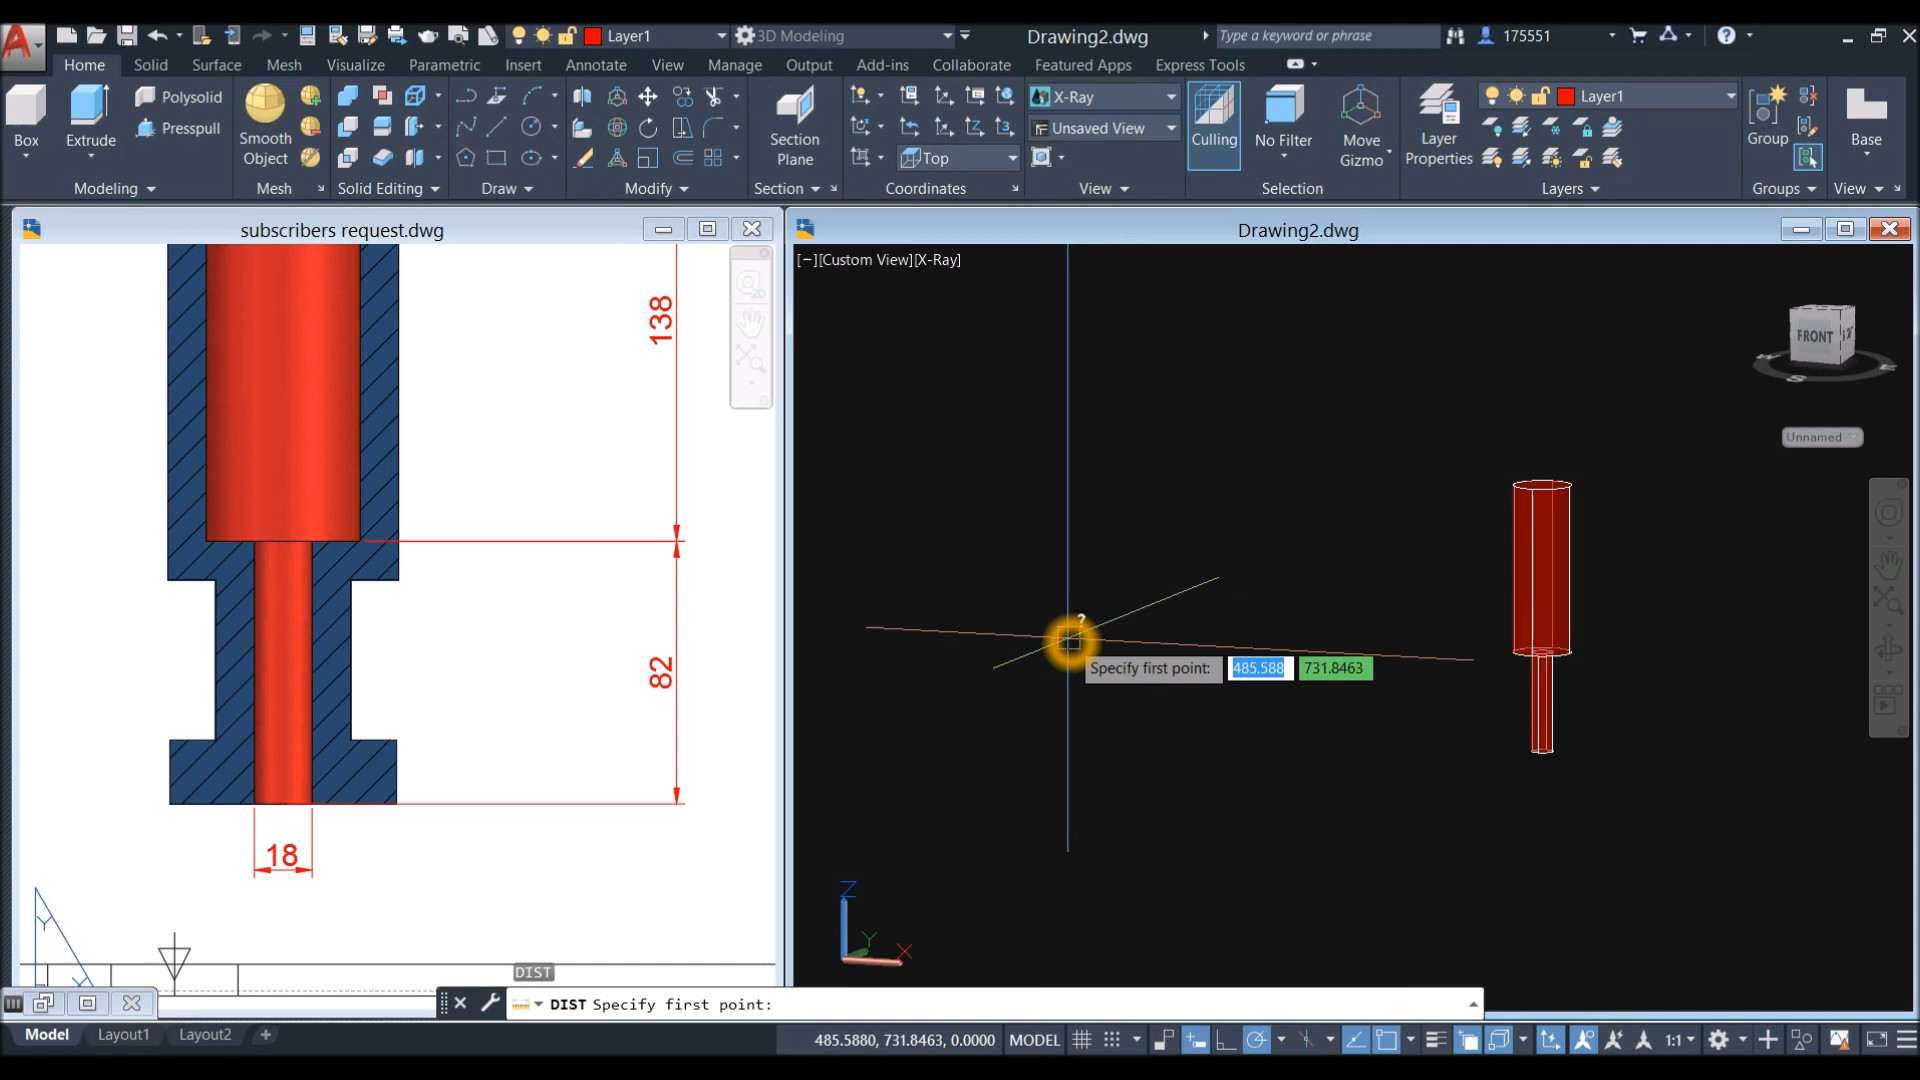 A
Layer1
3D Modeling
Drawing2.dwg
Type a keyword or phrase
175551
Home
Solid
Surface
Mesh
Visualize
Parametric
Insert
Annotate
View
Manage
Output
Add-ins
Collaborate
Featured Apps
Express Tools
Box
Extrude
Polysolid
Presspull
Smooth
Object
Section
Plane
X-Ray
Unsaved View
Top
Culling
No Filter
Move
Gizmo
Layer
Properties
Layer1
Group
Base
Modeling
Mesh
Solid Editing
Draw
Modify
Section
Coordinates
View
Selection
Layers
Groups
View
subscribers request.dwg
Drawing2.dwg
[−][Custom View][X-Ray]
2D
138
82
18
FRONT
W
S
E
Unnamed
?
Specify first point:
485.588
731.8463
Z
Y
X
Y
DIST
DIST Specify first point:
Model
Layout1
Layout2
485.5880, 731.8463, 0.0000
MODEL
1:1